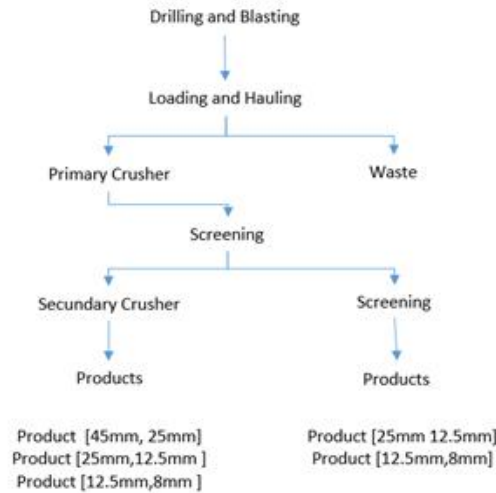 Drilling and Blasting
Loading and Hauling
Primary Crusher
Waste
Screening
Secundary Crusher
Screening
Products
Products
Product [45mm, 25mm]
Product [25mm,12.5mm ]
Product [12.5mm,8mm ]
Product [25mm 12.5mm]
Product [12.5mm,8mm]